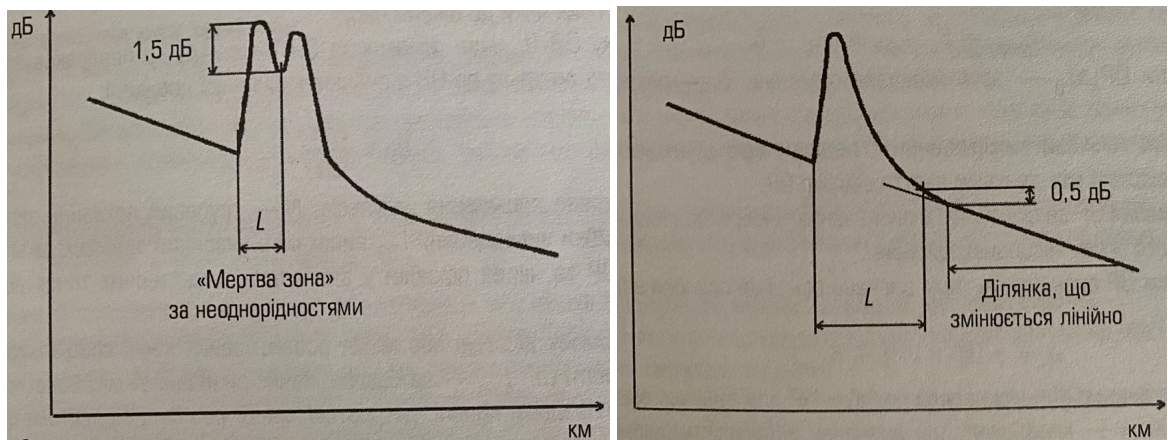 дБ
1,5 дБ
L
«Мертва зона»
за неоднорідностями
км
дБ
0,5 дБ
L
Ділянка, що
змінюється лінійно
км